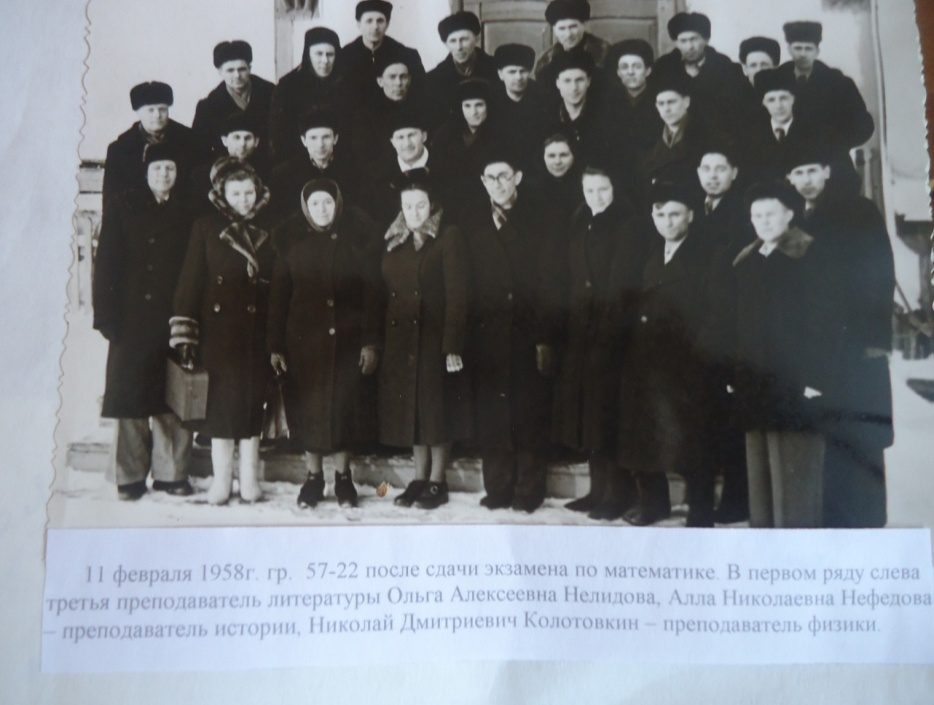 11 февраля 1958г. гр. 57-22 после сдачи экзамена по математике. В первом ряду слева
третья преподаватель литературы Ольга Алексеевна Нелидова, Алла Николаевна Нефедова
– преподаватель истории, Николай Дмитриевич Колотовкин – преподаватель физики.